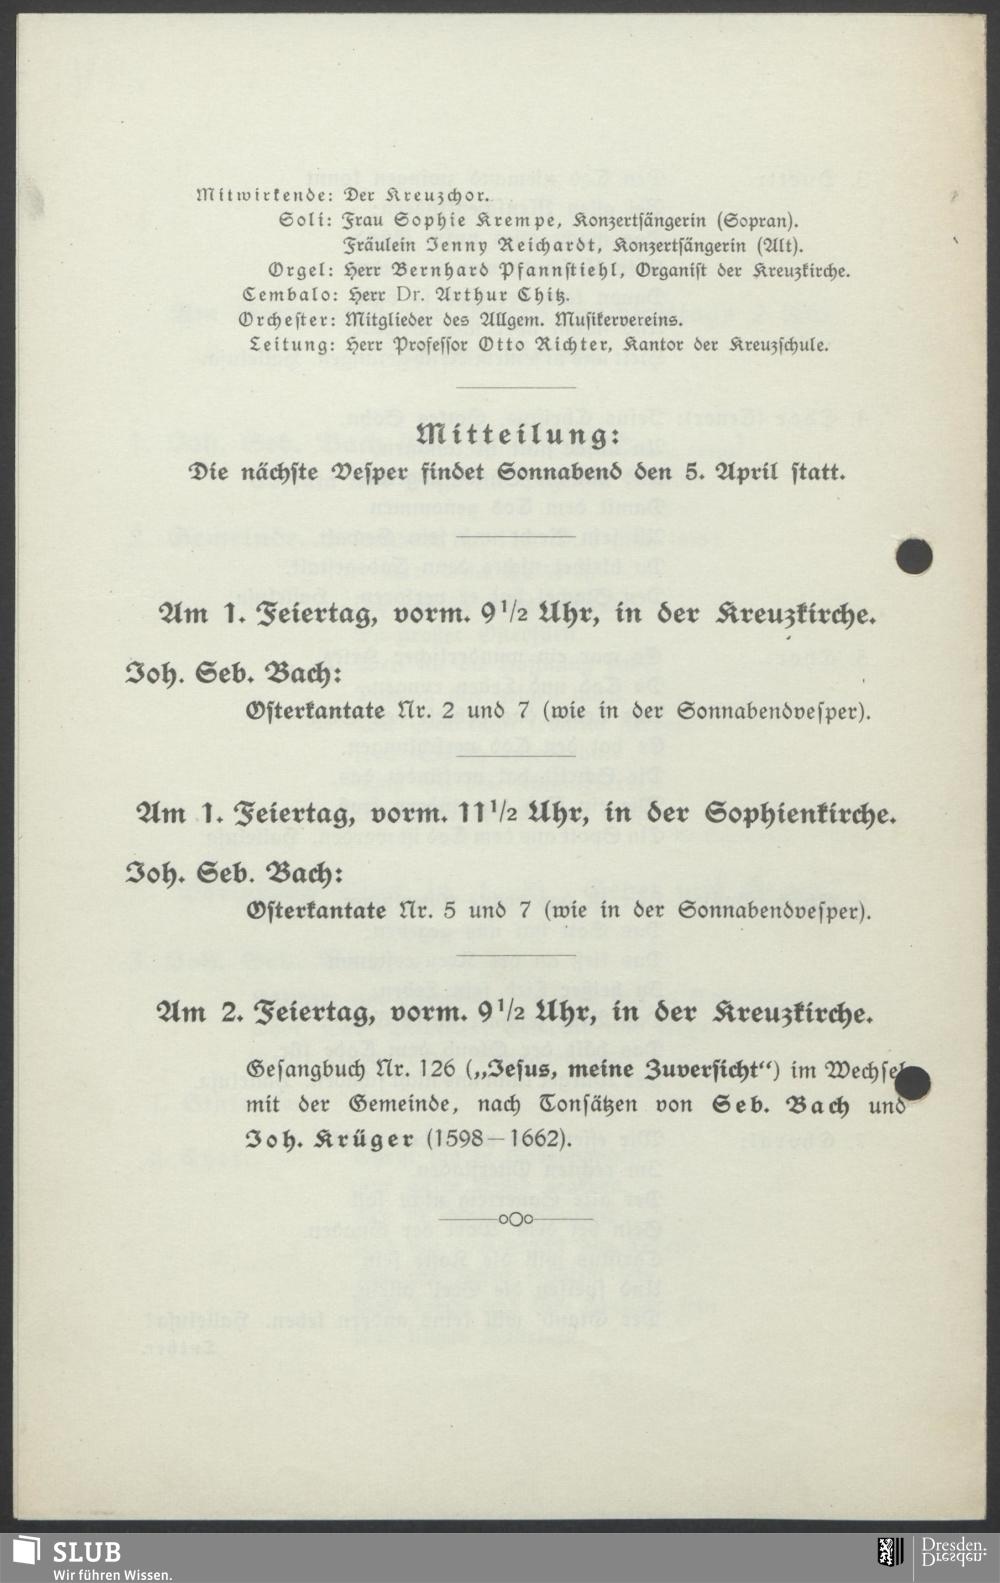 Mitwirkende: Der Kreuzchor.
Soli: Frau Sophie Krempe, Konzertsängerin (Sopran).
Fräulein Jenny Reichardt, Konzertsängerin (Alt).
Orgel: Herr Bernhard Pfannstiehl, Organist der Kreuzkirche.
Cembalo: Herr Dr. Arthur Chitz.
Orchester: Mitglieder des Allgem. Musikervereins.
Leitung: Herr Professor Otto Richter, Kantor der Kreuzschule.
Mitteilung:
Die nächste Vesper findet Sonnabend den 5. April statt.
Am 1. Feiertag, vorm. 9 1/2 Uhr, in der Kreuzkirche.
Joh. Seb. Bach:
Osterkantate Nr. 2 und 7 (wie in der Sonnabendvesper).
Am 1. Feiertag, vorm. 11 1/2 Uhr, in der Sophienkirche.
Joh. Seb. Bach:
Osterkantate Nr. 5 und 7 (wie in der Sonnabendvesper).
Am 2. Feiertag, vorm. 9 1/2 Uhr, in der Kreuzkirche.
Gesangbuch Nr. 126 („Jesus, meine Zuversicht“) im Wechsel
mit der Gemeinde, nach Tonsätzen von Seb. Bach und
Joh. Krüger (1598—1662).
SLUB
Wir führen Wissen.
Dresden.
Dresden.